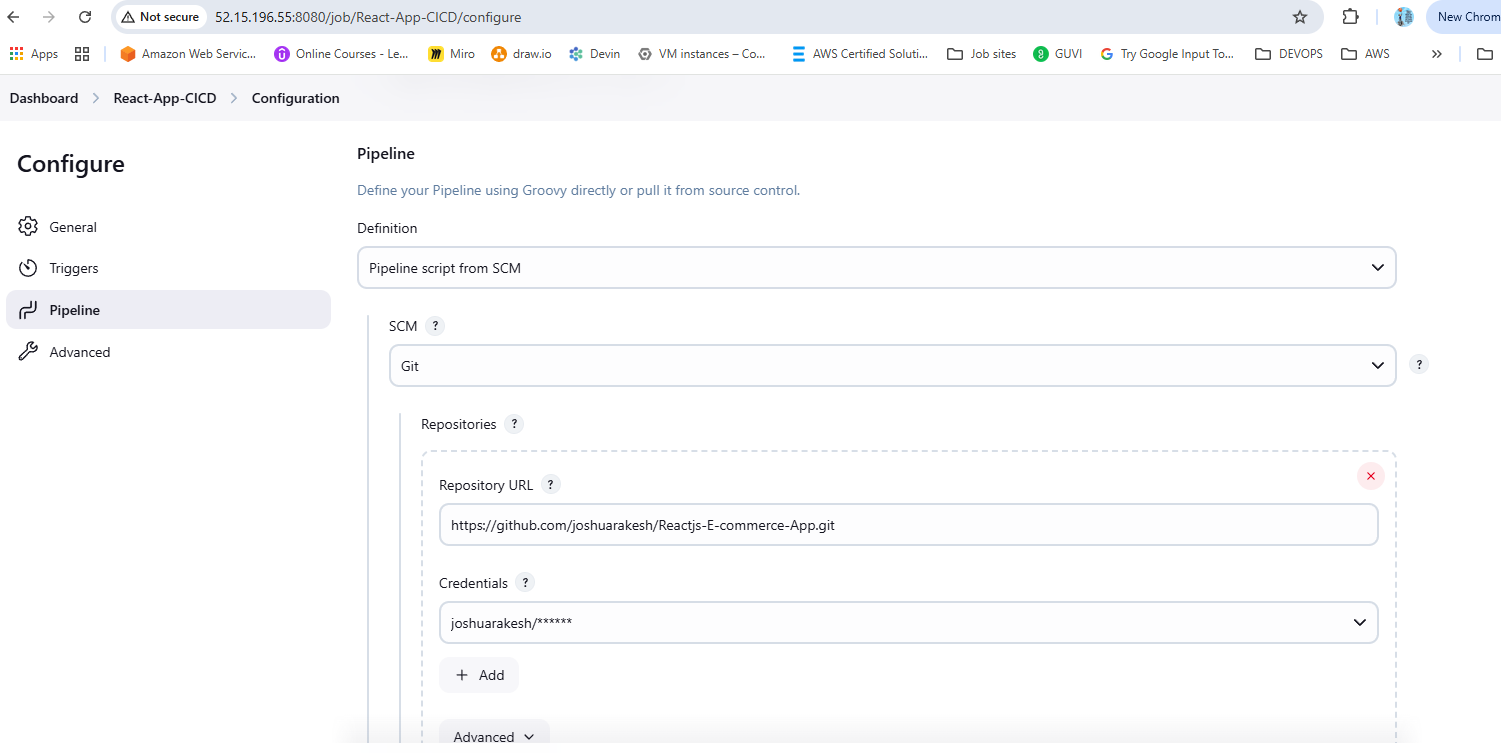 Not secure 52.15.196.55:8080/job/React-App-CICD/configure New Chrom
Apps Amazon Web Servic... Online Courses - Le... Miro draw.io Devin VM instances – Co... AWS Certified Soluti... Job sites GUVI Try Google Input To... DEVOPS AWS »
Dashboard > React-App-CICD > Configuration
Configure
General
Triggers
Pipeline
Advanced
Pipeline
Define your Pipeline using Groovy directly or pull it from source control.
Definition
Pipeline script from SCM
SCM ?
Git
?
Repositories ?
Repository URL ?
https://github.com/joshuarakesh/Reactjs-E-commerce-App.git
Credentials ?
joshuarakesh/******
+ Add
Advanced